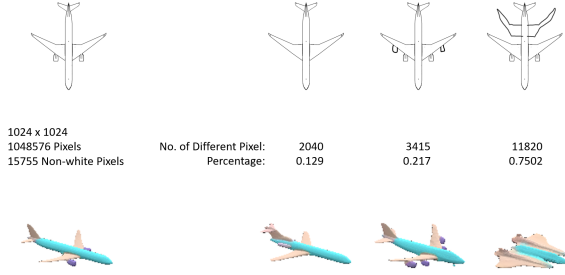 1024 x 1024
1048576 Pixels No. of Different Pixel: 2040 3415 11820
15755 Non-white Pixels Percentage: 0.129 0.217 0.7502